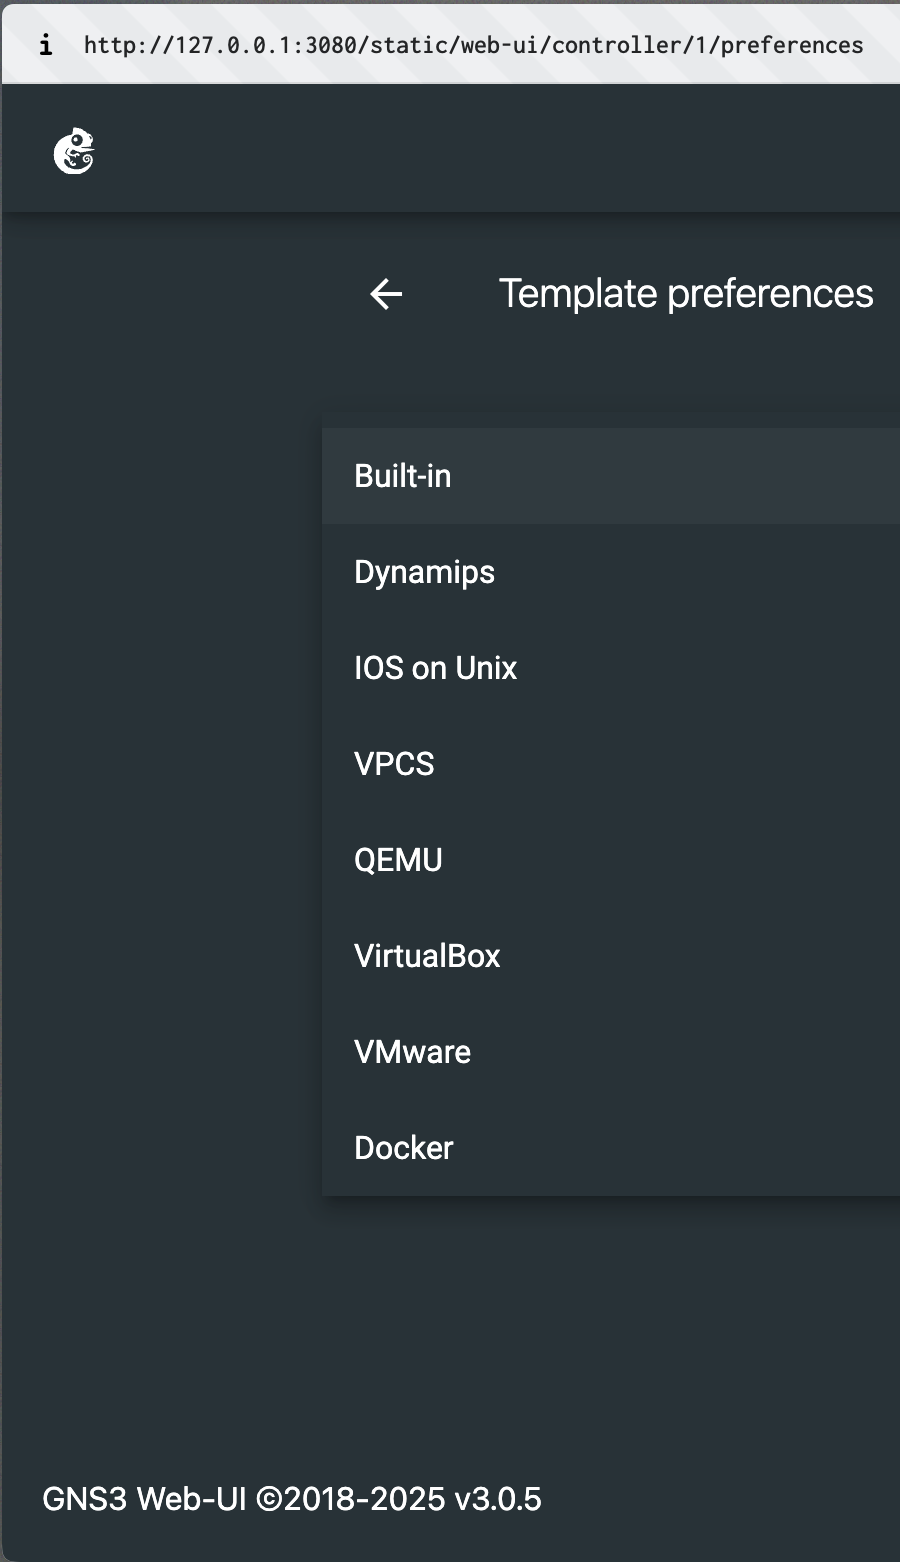 i http://127.0.0.1:3080/static/web-ui/controller/1/preferences
Template preferences
Built-in
Dynamips
IOS on Unix
VPCS
QEMU
VirtualBox
VMware
Docker
GNS3 Web-UI ©2018-2025 v3.0.5